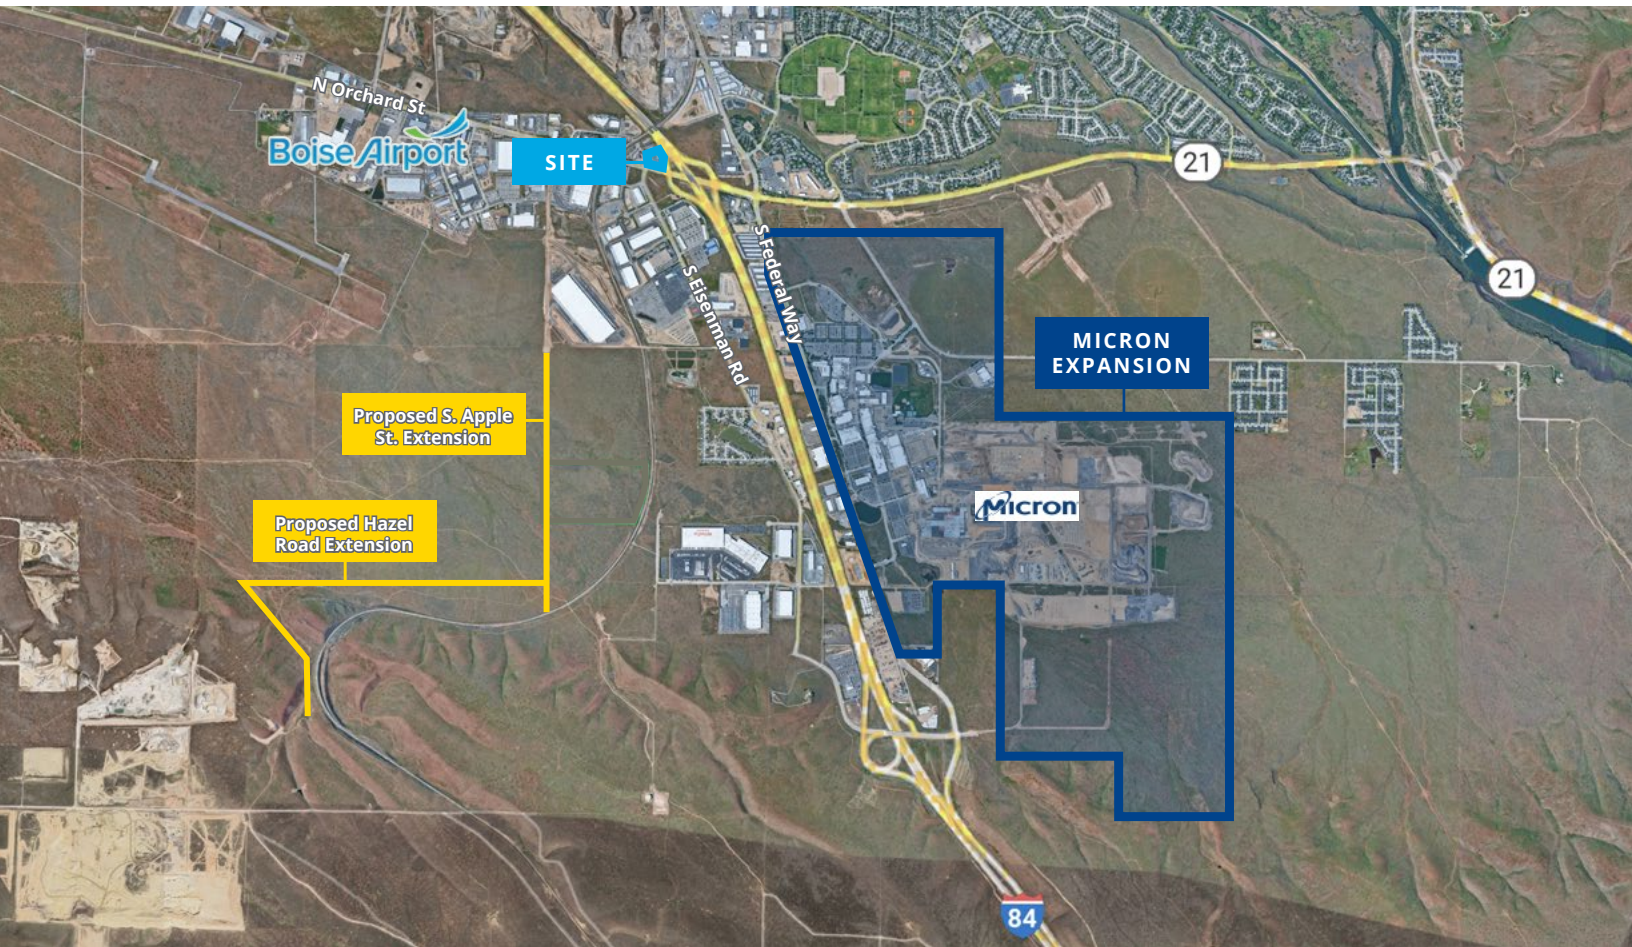 N Orchard St
Boise Airport
SITE
21
S Federal Way
S Eisenman Rd
21
MICRON
EXPANSION
Proposed S. Apple
St. Extension
Micron
Proposed Hazel
Road Extension
84